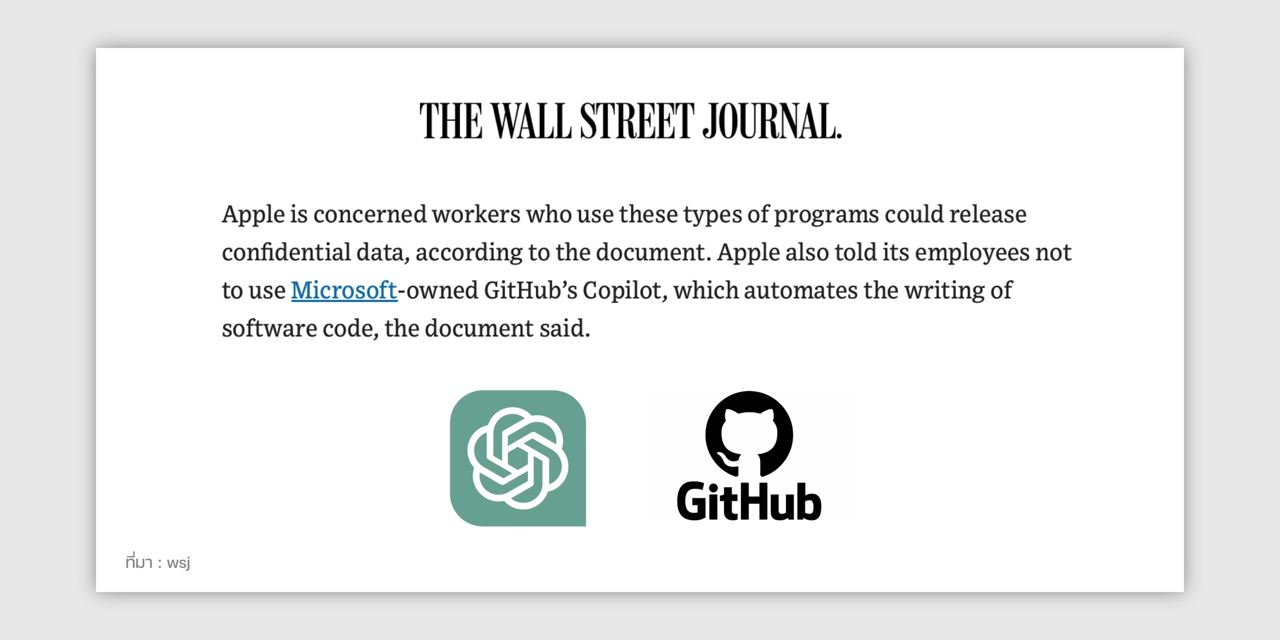 THE WALL STREET JOURNAL.
Apple is concerned workers who use these types of programs could release
confidential data, according to the document. Apple also told its employees not
to use Microsoft-owned GitHub’s Copilot, which automates the writing of
software code, the document said.
GitHub
ที่มา : wsj